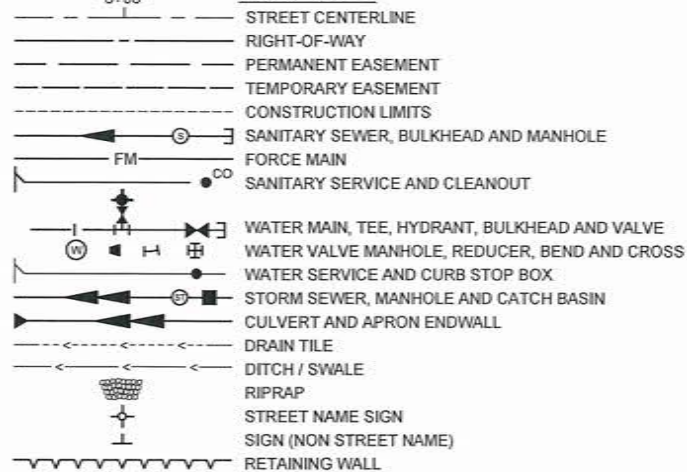 STREET CENTERLINE
RIGHT-OF-WAY
PERMANENT EASEMENT
TEMPORARY EASEMENT
CONSTRUCTION LIMITS
S SANITARY SEWER, BULKHEAD AND MANHOLE
FM FORCE MAIN
CO SANITARY SERVICE AND CLEANOUT
WATER MAIN, TEE, HYDRANT, BULKHEAD AND VALVE
W WATER VALVE MANHOLE, REDUCER, BEND AND CROSS
WATER SERVICE AND CURB STOP BOX
ST STORM SEWER, MANHOLE AND CATCH BASIN
CULVERT AND APRON ENDWALL
DRAIN TILE
DITCH / SWALE
RIPRAP
STREET NAME SIGN
SIGN (NON STREET NAME)
RETAINING WALL